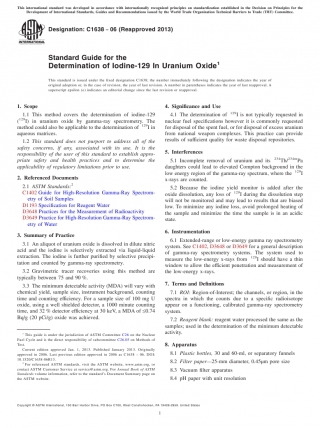 This international standard was developed in accordance with internationally recognized principles on standardization established in the Decision on Principles for the
Development of International Standards, Guides and Recommendations issued by the World Trade Organization Technical Barriers to Trade (TBT) Committee.
Designation: C1638 − 06 (Reapproved 2013)
INTERNATIONAL
Standard Guide for the
Determination of Iodine-129 In Uranium Oxide1
This standard is issued under the fixed designation C1638; the number immediately following the designation indicates the year of
original adoption or, in the case of revision, the year of last revision. A number in parentheses indicates the year of last reapproval. A
superscript epsilon (ε) indicates an editorial change since the last revision or reapproval.
1. Scope
1.1 This method covers the determination of iodine-129
(129I) in uranium oxide by gamma-ray spectrometry. The
method could also be applicable to the determination of 129I in
aqueous matrices.
1.2 This standard does not purport to address all of the
safety concerns, if any, associated with its use. It is the
responsibility of the user of this standard to establish appro-
priate safety and health practices and to determine the
applicability of regulatory limitations prior to use.
2. Referenced Documents
2.1 ASTM Standards:2
C1402 Guide for High-Resolution Gamma-Ray Spectrom-
etry of Soil Samples
D1193 Specification for Reagent Water
D3648 Practices for the Measurement of Radioactivity
D3649 Practice for High-Resolution Gamma-Ray Spectrom-
etry of Water
3. Summary of Practice
3.1 An aliquot of uranium oxide is dissolved in dilute nitric
acid and the iodine is selectively extracted via liquid-liquid
extraction. The iodine is further purified by selective precipi-
tation and counted by gamma-ray spectrometry.
3.2 Gravimetric tracer recoveries using this method are
typically between 75 and 90 %.
3.3 The minimum detectable activity (MDA) will vary with
chemical yield, sample size, instrument background, counting
time and counting efficiency. For a sample size of 100 mg U
oxide, using a well shielded detector, a 1000 minute counting
time, and 32 % detector efficiency at 30 keV, a MDA of ±0.74
Bq/g (20 pCi/g) oxide was achieved.
1 This guide is under the jurisdiction of ASTM Committee C26 on the Nuclear
Fuel Cycle and is the direct responsibility of subcommittee C26.05 on Methods of
Test.
Current edition approved Jan. 1, 2013. Published January 2013. Originally
approved in 2006. Last previous edition approved in 2006 as C1638 – 06. DOI:
10.1520/C1638-06R13.
2 For referenced ASTM standards, visit the ASTM website, www.astm.org, or
contact ASTM Customer Service at service@astm.org. For Annual Book of ASTM
Standards volume information, refer to the standard's Document Summary page on
the ASTM website.
4. Significance and Use
4.1 The determination of 129I is not typically requested in
nuclear fuel specifications however it is commonly requested
for disposal of the spent fuel, or for disposal of excess uranium
from national weapon complexes. This practice can provide
results of sufficient quality for waste disposal repositories.
5. Interferences
5.1 Incomplete removal of uranium and its 234Th/234Pa
daughters could lead to elevated Compton background in the
low energy region of the gamma-ray spectrum, where the 129I
x-rays are counted.
5.2 Because the iodine yield monitor is added after the
oxide dissolution, any loss of 129I during the dissolution step
will not be monitored and may lead to results that are biased
low. To minimize any iodine loss, avoid prolonged heating of
the sample and minimize the time the sample is in an acidic
state.
6. Instrumentation
6.1 Extended-range or low-energy gamma ray spectrometry
system. See C1402, D3648 or D3649 for a general description
of gamma-ray spectrometry systems. The system used to
measure the low-energy x-rays from 129I should have a thin
window to allow the efficient penetration and measurement of
the low-energy x-rays.
7. Terms and Definitions
7.1 ROI: Region-of-Interest; the channels, or region, in the
spectra in which the counts due to a specific radioisotope
appear on a functioning, calibrated gamma-ray spectrometry
system.
7.2 Reagent blank: reagent water processed the same as the
samples; used in the determination of the minimum detectable
activity.
8. Apparatus
8.1 Plastic bottles, 30 and 60-ml, or separatory funnels
8.2 Filter paper—25-mm diameter, 0.45µm pore size
8.3 Vacuum filter apparatus
8.4 pH paper with unit resolution
Copyright © ASTM International, 100 Barr Harbor Drive, PO Box C700, West Conshohocken, PA 19428-2959. United States
1